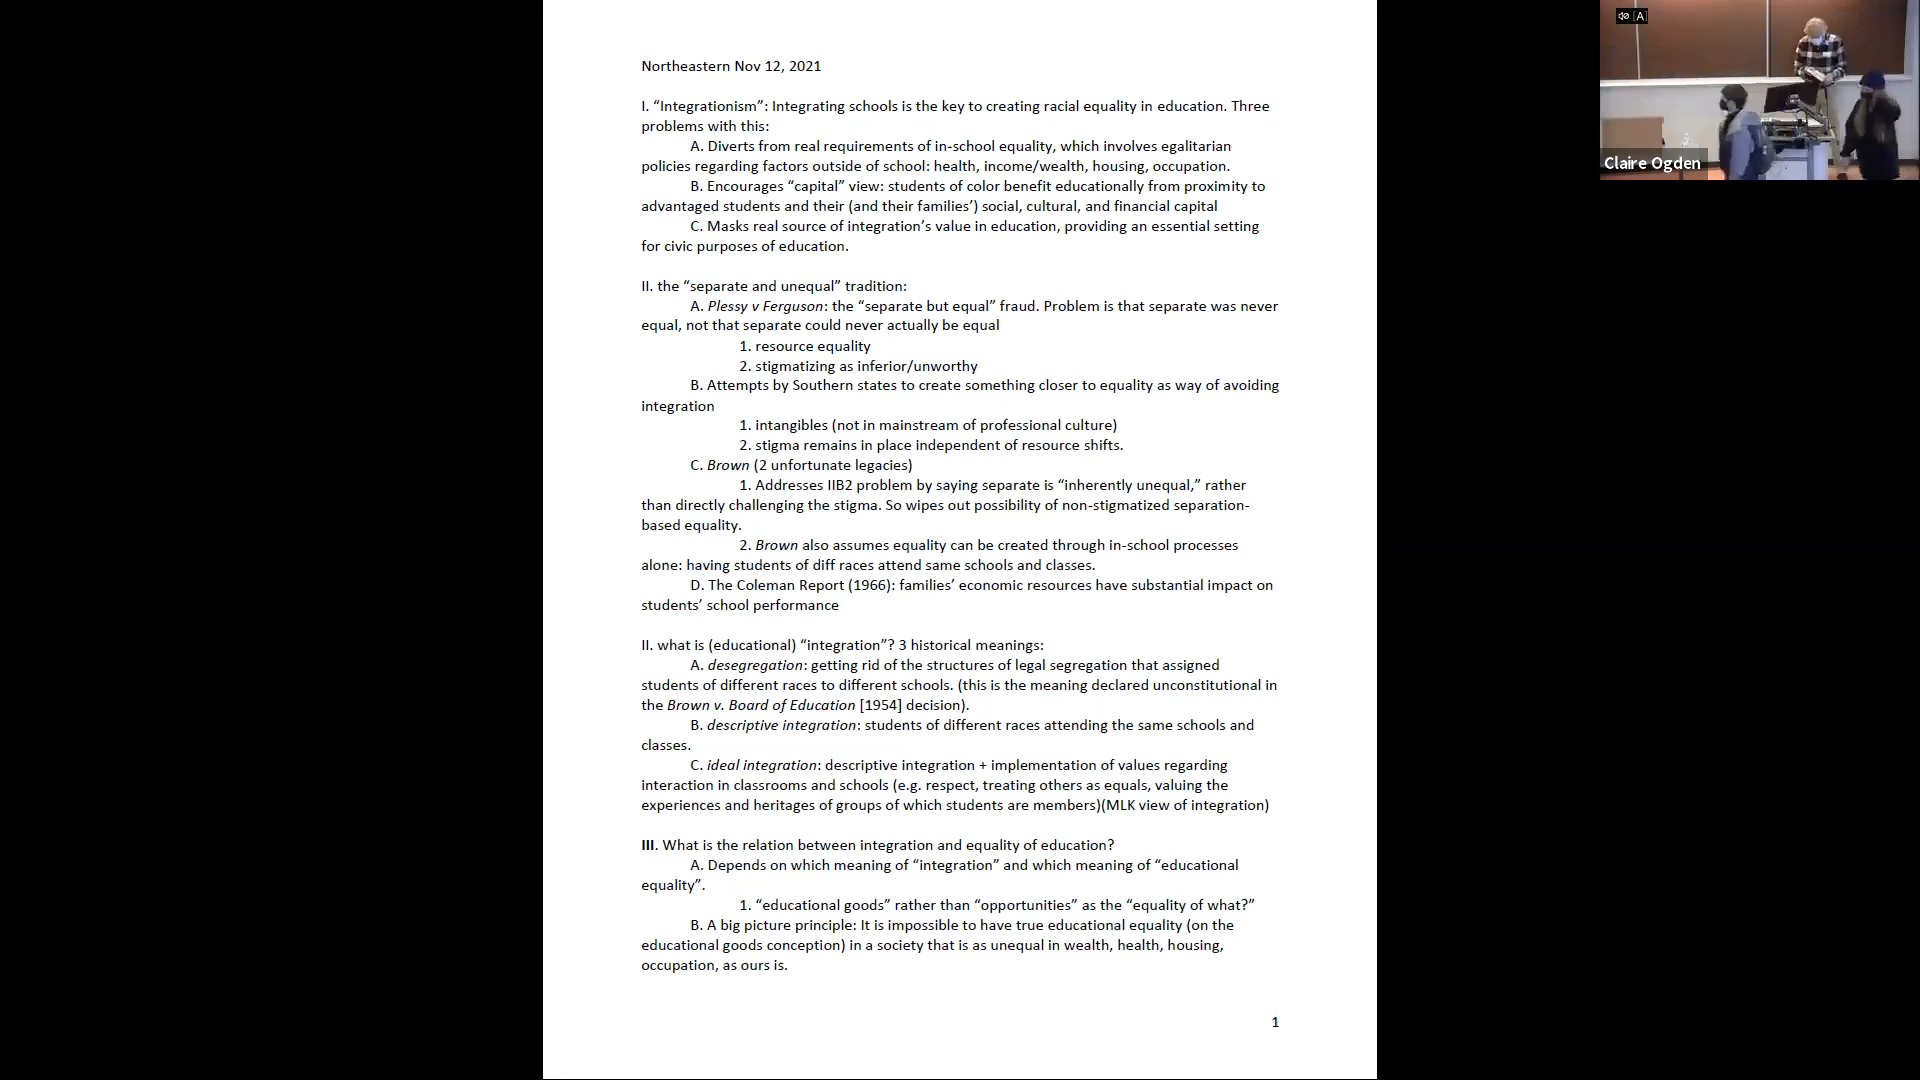 Northeastern Nov 12, 2021
I. “Integrationism”: Integrating schools is the key to creating racial equality in education. Three
problems with this:
A. Diverts from real requirements of in-school equality, which involves egalitarian
policies regarding factors outside of school: health, income/wealth, housing, occupation.
B. Encourages “capital” view: students of color benefit educationally from proximity to
advantaged students and their (and their families’) social, cultural, and financial capital
C. Masks real source of integration’s value in education, providing an essential setting
for civic purposes of education.
II. the “separate and unequal” tradition:
A. Plessy v Ferguson: the “separate but equal” fraud. Problem is that separate was never
equal, not that separate could never actually be equal
1. resource equality
2. stigmatizing as inferior/unworthy
B. Attempts by Southern states to create something closer to equality as way of avoiding
integration
1. intangibles (not in mainstream of professional culture)
2. stigma remains in place independent of resource shifts.
C. Brown (2 unfortunate legacies)
1. Addresses IIB2 problem by saying separate is “inherently unequal,” rather
than directly challenging the stigma. So wipes out possibility of non-stigmatized separation-
based equality.
2. Brown also assumes equality can be created through in-school processes
alone: having students of diff races attend same schools and classes.
D. The Coleman Report (1966): families’ economic resources have substantial impact on
students’ school performance
II. what is (educational) “integration”? 3 historical meanings:
A. desegregation: getting rid of the structures of legal segregation that assigned
students of different races to different schools. (this is the meaning declared unconstitutional in
the Brown v. Board of Education [1954] decision).
B. descriptive integration: students of different races attending the same schools and
classes.
C. ideal integration: descriptive integration + implementation of values regarding
interaction in classrooms and schools (e.g. respect, treating others as equals, valuing the
experiences and heritages of groups of which students are members)(MLK view of integration)
III. What is the relation between integration and equality of education?
A. Depends on which meaning of “integration” and which meaning of “educational
equality”.
1. “educational goods” rather than “opportunities” as the “equality of what?”
B. A big picture principle: It is impossible to have true educational equality (on the
educational goods conception) in a society that is as unequal in wealth, health, housing,
occupation, as ours is.
1
[A]
Claire Ogden